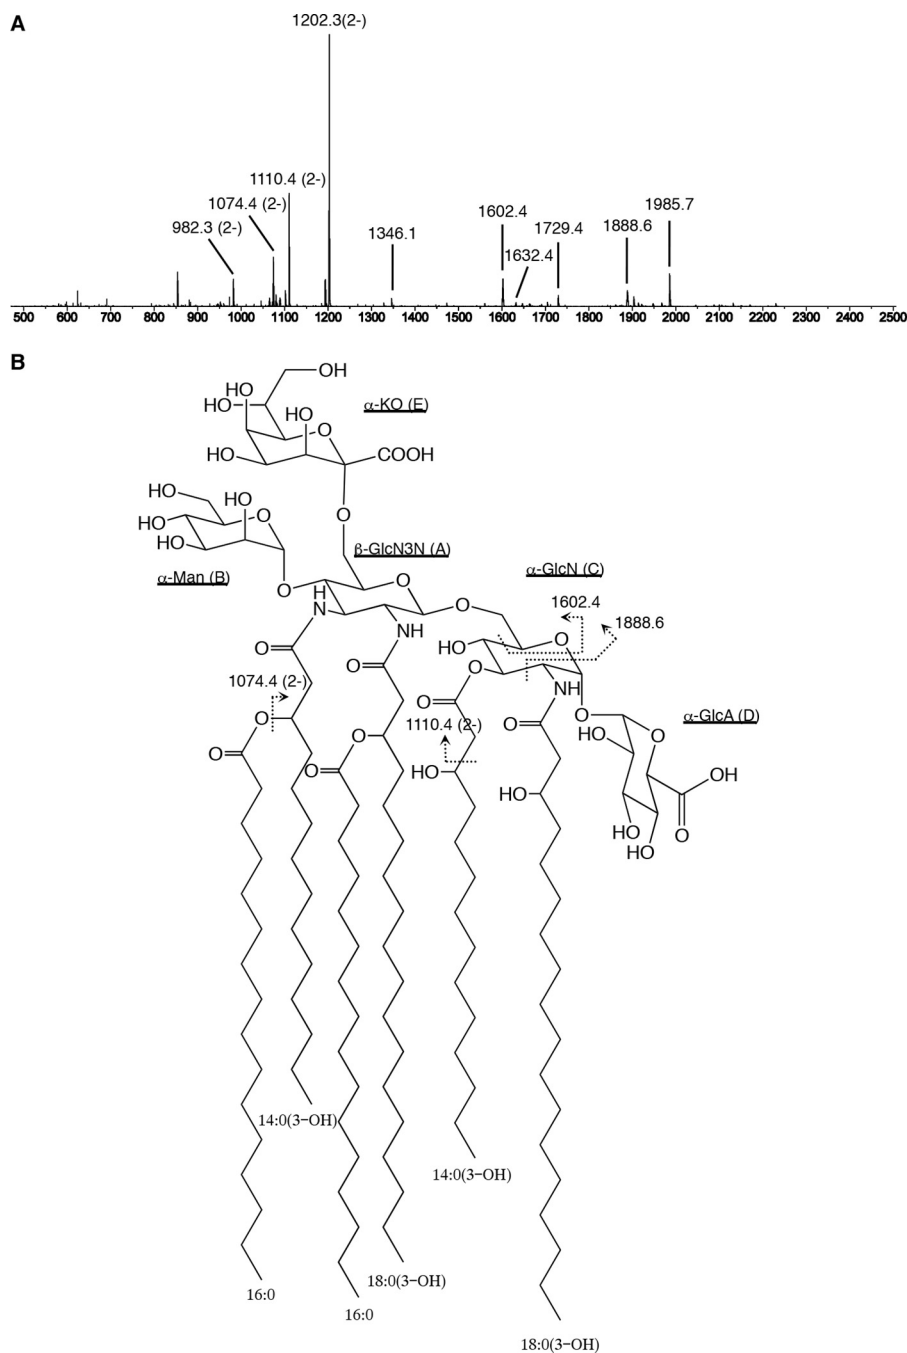 A
1202.3(2-)
1110.4 (2-)
1074.4 (2-)
982.3 (2-)
1346.1
1602.4
1632.4
1729.4
1888.6
1985.7
500 600 700 800 900 1000 1100 1200 1300 1400 1500 1600 1700 1800 1900 2000 2100 2200 2300 2400 2500
B
OH
HO
HO
HO
O
α-KO (E)
HO
COOH
HO
HO
O
O
HO
HO
β-GlcN3N (A)
α-Man (B)
α-GlcN (C)
O
H
N
O
O
NH
O
1602.4
1888.6
HO
O
O
O
O
NH
1074.4 (2-)
O
O
α-GlcA (D)
O
1110.4 (2-)
O
HO
O
O
O
O
HO
HO
OH
O
HO
HO
14:0(3−OH)
14:0(3−OH)
18:0(3−OH)
16:0
16:0
18:0(3−OH)